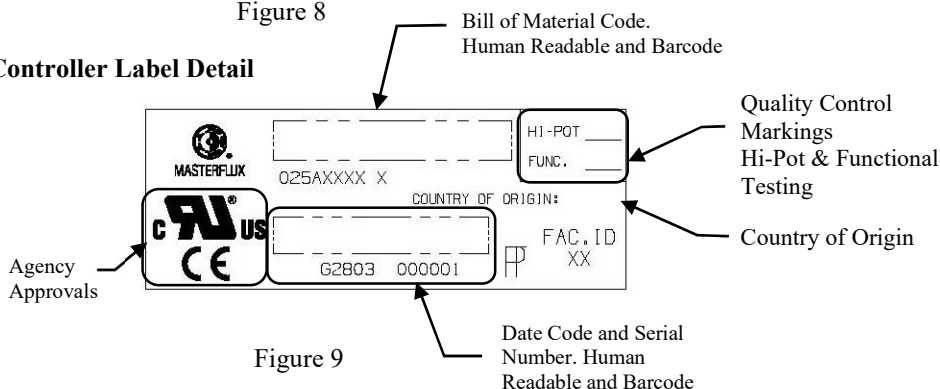 Figure 8
Bill of Material Code.
Human Readable and Barcode
Controller Label Detail
Quality Control
Markings
Hi-Pot & Functional
Testing
HI-POT
FUNC.
MASTERFLUX
025AXXXX X
COUNTRY OF ORIGIN:
C RU ® US
CE
FAC.ID
XX
Country of Origin
G2803 000001
Agency
Approvals
Date Code and Serial
Number. Human
Readable and Barcode
Figure 9